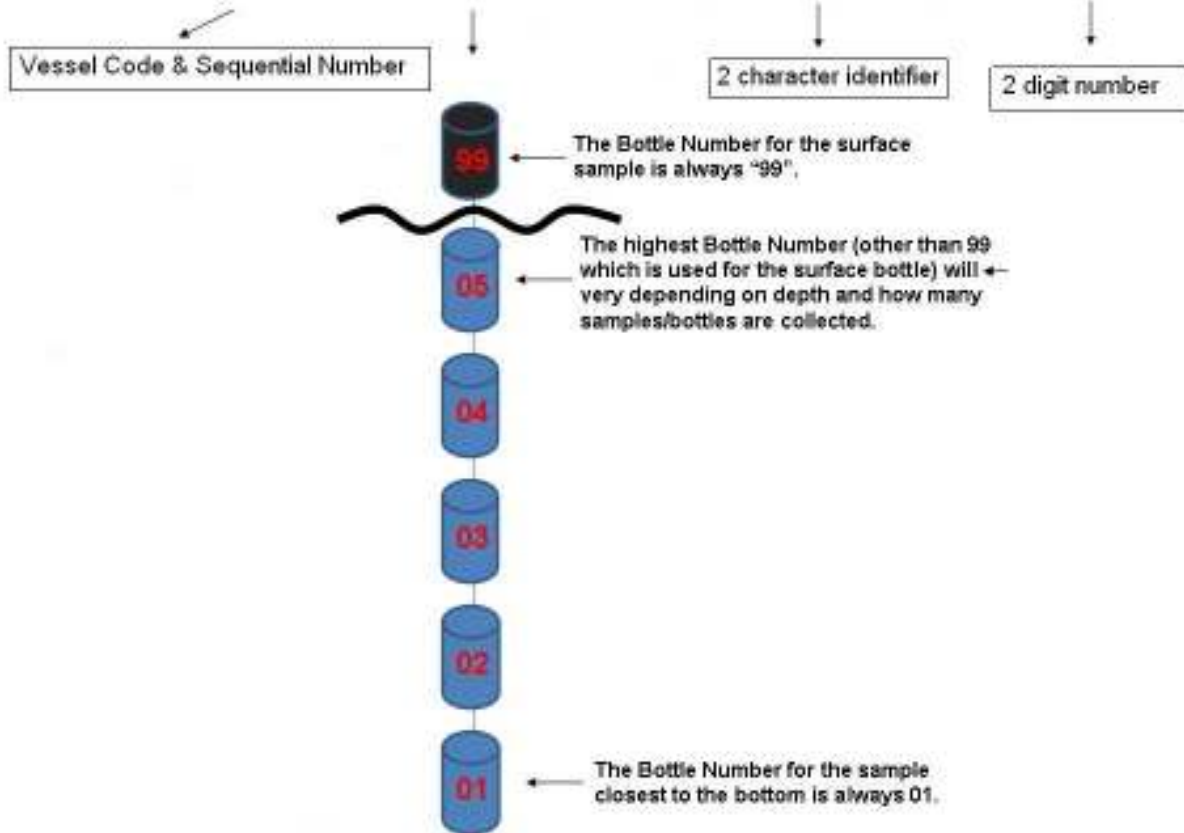 Vessel Code & Sequential Number
2 character identifier
2 digit number
99
The Bottle Number for the surface
sample is always “99”.
05
The highest Bottle Number (other than 99
which is used for the surface bottle) will
very depending on depth and how many
samples/bottles are collected.
04
03
02
01
The Bottle Number for the sample
closest to the bottom is always 01.